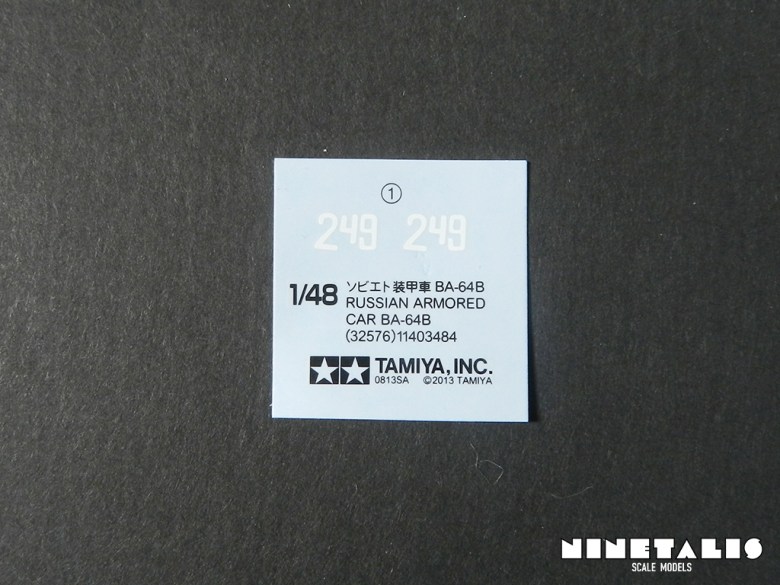 ①
249 249
1/48 ソビエト装甲車 BA-64B
RUSSIAN ARMORED
CAR BA-64B
(32576)11403484
TAMIYA, INC.
0813SA ©2013 TAMIYA
NINETALIS
SCALE MODELS